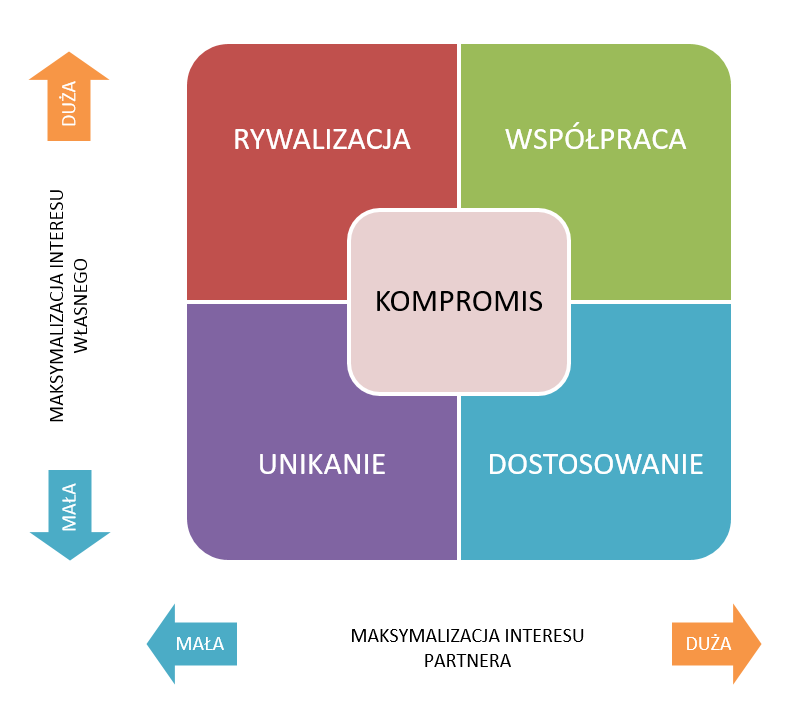 DUŻA
RYWALIZACJA
WSPÓŁPRACA
MAKSYMALIZACJA INTERESU
WŁASNEGO
KOMPROMIS
UNIKANIE
DOSTOSOWANIE
MAŁA
MAŁA
MAKSYMALIZACJA INTERESU
PARTNERA
DUŻA